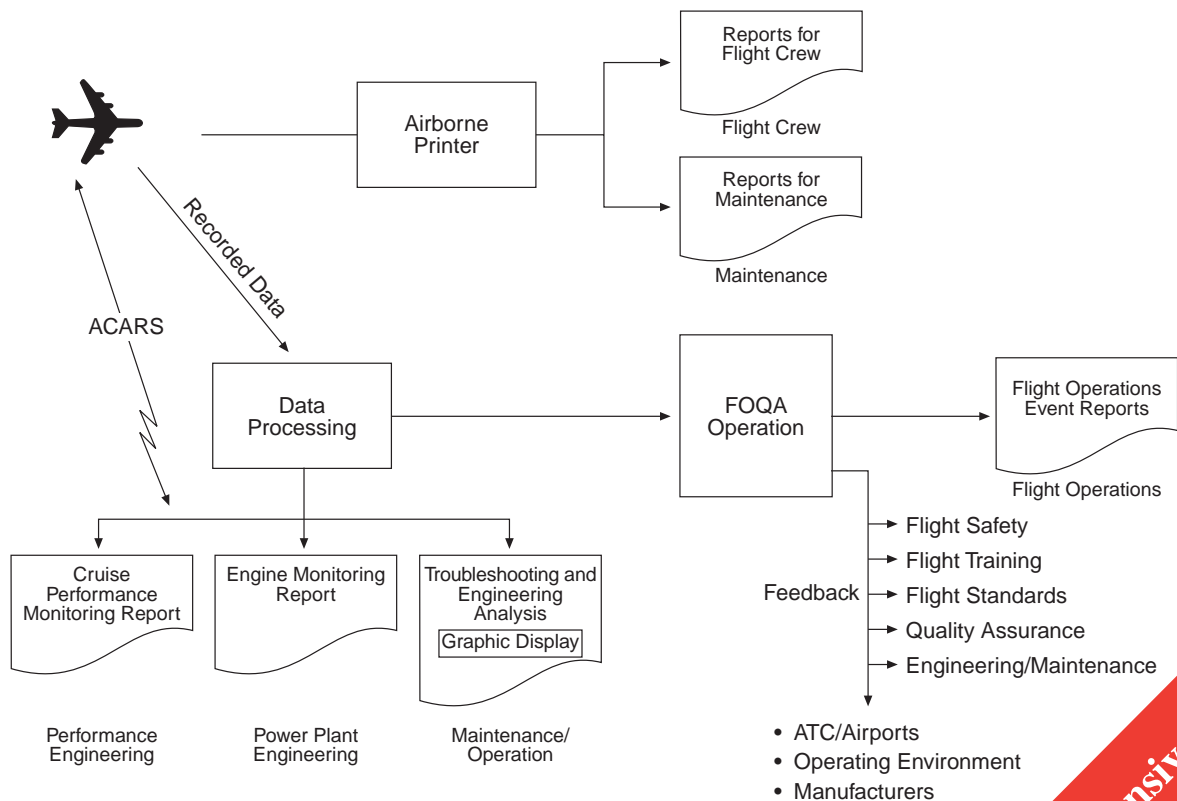 Reports for
Flight Crew
Flight Crew
Airborne
Printer
Reports for
Maintenance
Maintenance
Recorded Data
ACARS
Data
Processing
FOQA
Operation
Flight Operations
Event Reports
Flight Operations
Cruise
Performance
Monitoring Report
Engine Monitoring
Report
Troubleshooting and
Engineering
Analysis
Graphic Display
Performance
Engineering
Power Plant
Engineering
Maintenance/
Operation
Feedback
Flight Safety
Flight Training
Flight Standards
Quality Assurance
Engineering/Maintenance
• ATC/Airports
• Operating Environment
• Manufacturers